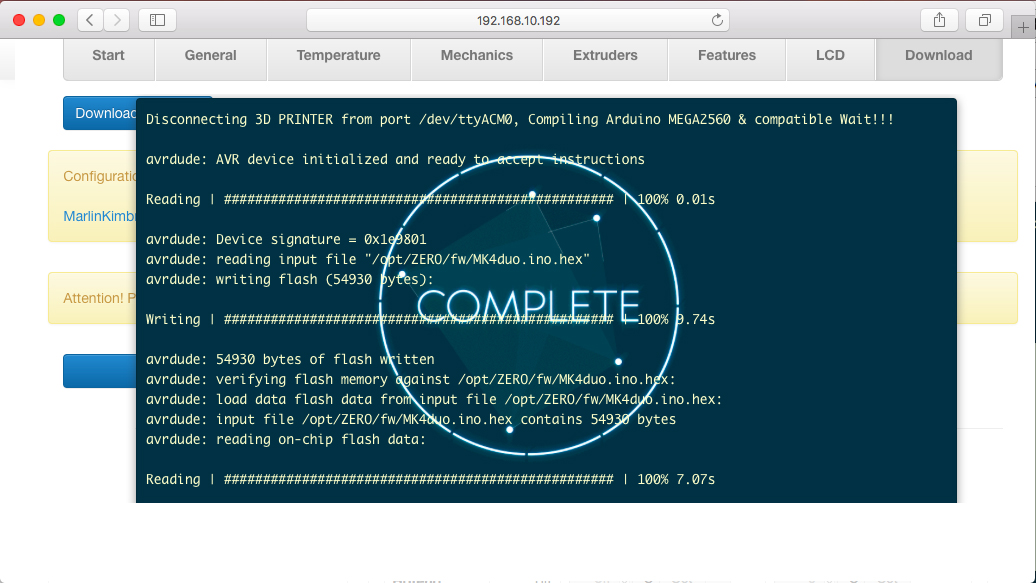 192.168.10.192
Start General Temperature Mechanics Extruders Features LCD Download
Download
Disconnecting 3D PRINTER from port /dev/ttyACM0, Compiling Arduino MEGA2560 & compatible Wait!!!
avrdude: AVR device initialized and ready to accept instructions
Configuratio
Reading | ################################################## | 100% 0.01s
MarlinKimb
avrdude: Device signature = 0x1e9801
avrdude: reading input file "/opt/ZERO/fw/MK4duo.ino.hex"
avrdude: writing flash (54930 bytes):
Attention! P
COMPLETE
Writing | ################################################## | 100% 9.74s
avrdude: 54930 bytes of flash written
avrdude: verifying flash memory against /opt/ZERO/fw/MK4duo.ino.hex:
avrdude: load data flash data from input file /opt/ZERO/fw/MK4duo.ino.hex:
avrdude: input file /opt/ZERO/fw/MK4duo.ino.hex contains 54930 bytes
avrdude: reading on-chip flash data:
Reading | ################################################## | 100% 7.07s